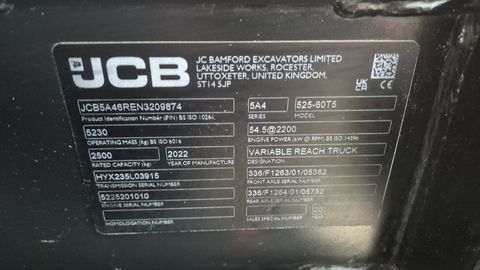 JCB
JC BAMFORD EXCAVATORS LIMITED
LAKESIDE WORKS, ROCESTER,
UTTOXETER, UNITED KINGDOM.
ST14 5JP
UK CA
CE
JCB5A46REN3209874
Product Identification Number (PIN) BS ISO 10261.
5A4
SERIES
525-60T5
MODEL
5230
OPERATING MASS (kg) BS ISO 6016
54.5@2200
ENGINE POWER (kW @ RPM) BS ISO 14396
2500
RATED CAPACITY (kg)
2022
YEAR OF MANUFACTURE
VARIABLE REACH TRUCK
DESIGNATION
HYX235L03915
TRANSMISSION SERIAL NUMBER
336/F1263/01/05382
FRONT AXLE SERIAL NUMBER
5225201010
ENGINE SERIAL NUMBER
336/F1264/01/05752
REAR AXLE SERIAL NUMBER
HOMOLOGATION NUMBER
SALES SPECIAL NUMBER